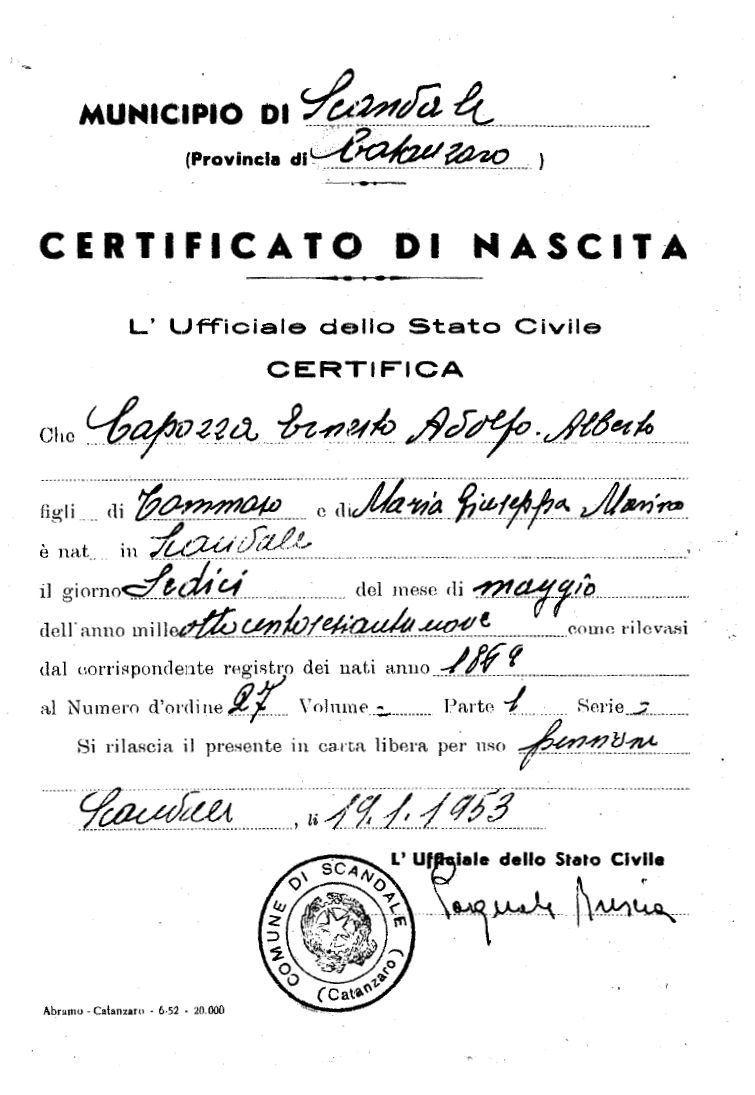 MUNICIPIO DI Scandale
(Provincia di Catanzaro )
CERTIFICATO DI NASCITA
L' Ufficiale dello Stato Civile
CERTIFICA
Che Capozza Ernesto Adolfo. Alberto
figli di Tommaso e di Maria Giuseppa Marino
è nat in Scandale
il giorno Sedici del mese di maggio
dell'anno mille ottocentosessantanove come rilevasi
dal corrispondente registro dei nati anno 1869
al Numero d'ordine 27 Volume - Parte 1 Serie -
Si rilascia il presente in carta libera per uso pensione
Scandale, li 19.1.1953
L' Ufficiale dello Stato Civile
Pasquale Brescia
COMUNE DI SCANDALE
(Catanzaro)
Abramo - Catanzaro - 6-52 - 20.000